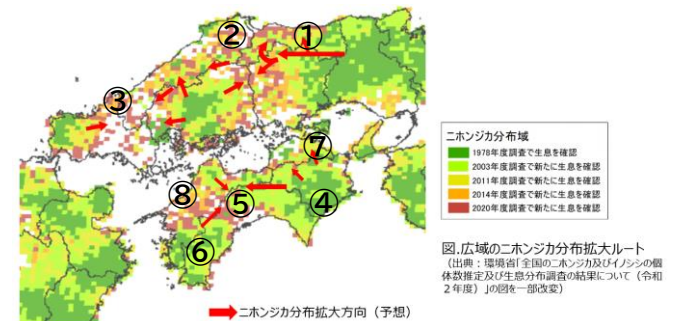 ①
②
③
⑦
⑧
⑤
④
⑥
ニホンジカ分布拡大方向（予想）
ニホンジカ分布域
1978年度調査で生息を確認
2003年度調査で新たに生息を確認
2011年度調査で新たに生息を確認
2014年度調査で新たに生息を確認
2020年度調査で新たに生息を確認
図.広域のニホンジカ分布拡大ルート
（出典：環境省「全国のニホンジカ及びイノシシの個
体数推定及び生息分布調査の結果について（令和
２年度）」の図を一部改変）